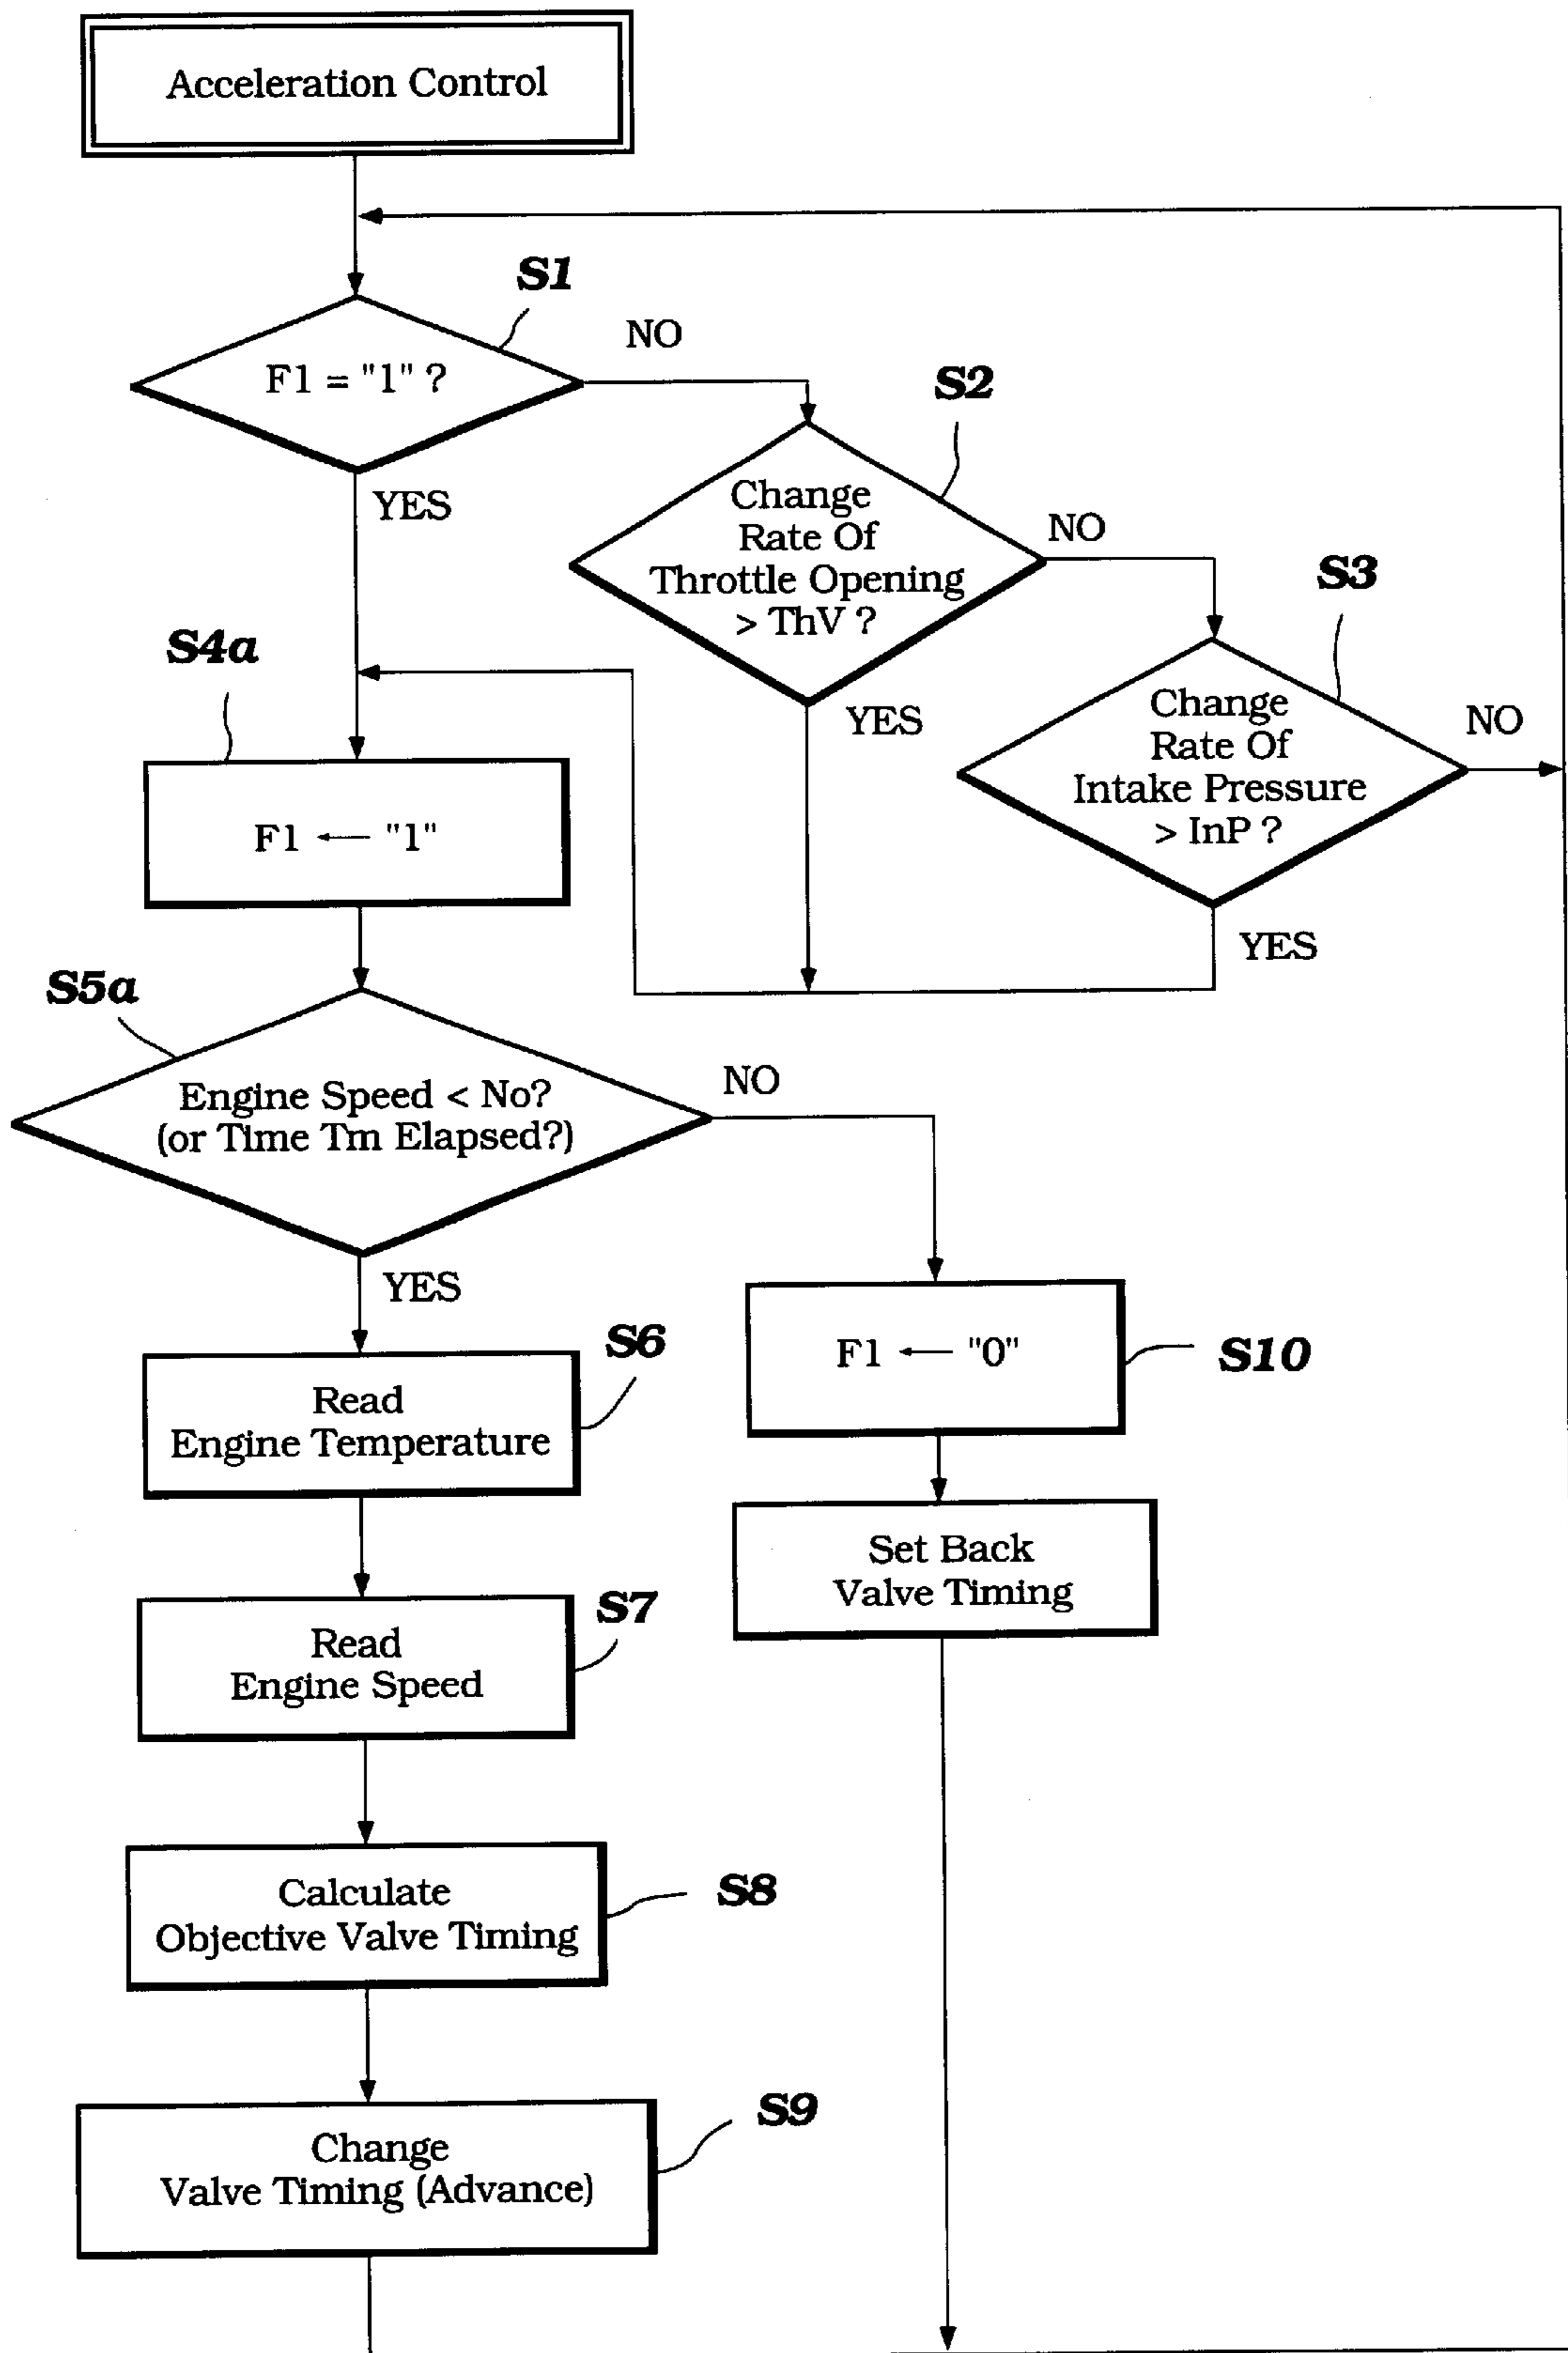 Acceleration Control
S1
F1 = "1" ?
NO
YES
S2
Change
Rate Of
Throttle Opening
> ThV ?
NO
YES
S3
Change
Rate Of
Intake Pressure
> InP ?
NO
YES
S4a
F1 ← "1"
S5a
Engine Speed < No?
(or Time Tm Elapsed?)
NO
YES
S6
Read
Engine Temperature
F1 ← "0"
S10
Set Back
Valve Timing
S7
Read
Engine Speed
S8
Calculate
Objective Valve Timing
S9
Change
Valve Timing (Advance)